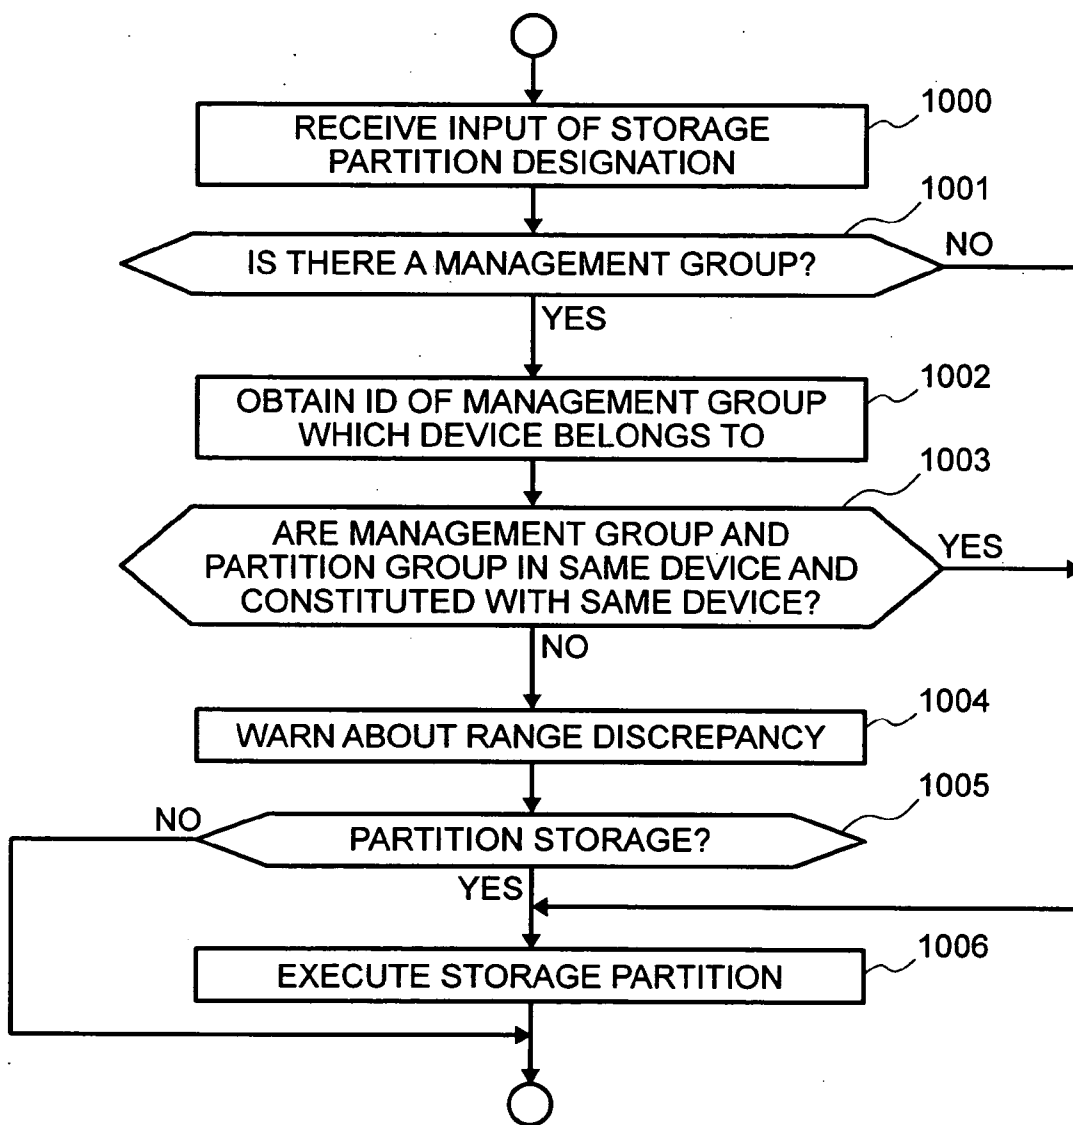 1000
RECEIVE INPUT OF STORAGE
PARTITION DESIGNATION
1001
IS THERE A MANAGEMENT GROUP?
NO
YES
1002
OBTAIN ID OF MANAGEMENT GROUP
WHICH DEVICE BELONGS TO
1003
ARE MANAGEMENT GROUP AND
PARTITION GROUP IN SAME DEVICE AND
CONSTITUTED WITH SAME DEVICE?
YES
NO
1004
WARN ABOUT RANGE DISCREPANCY
1005
NO
PARTITION STORAGE?
YES
1006
EXECUTE STORAGE PARTITION